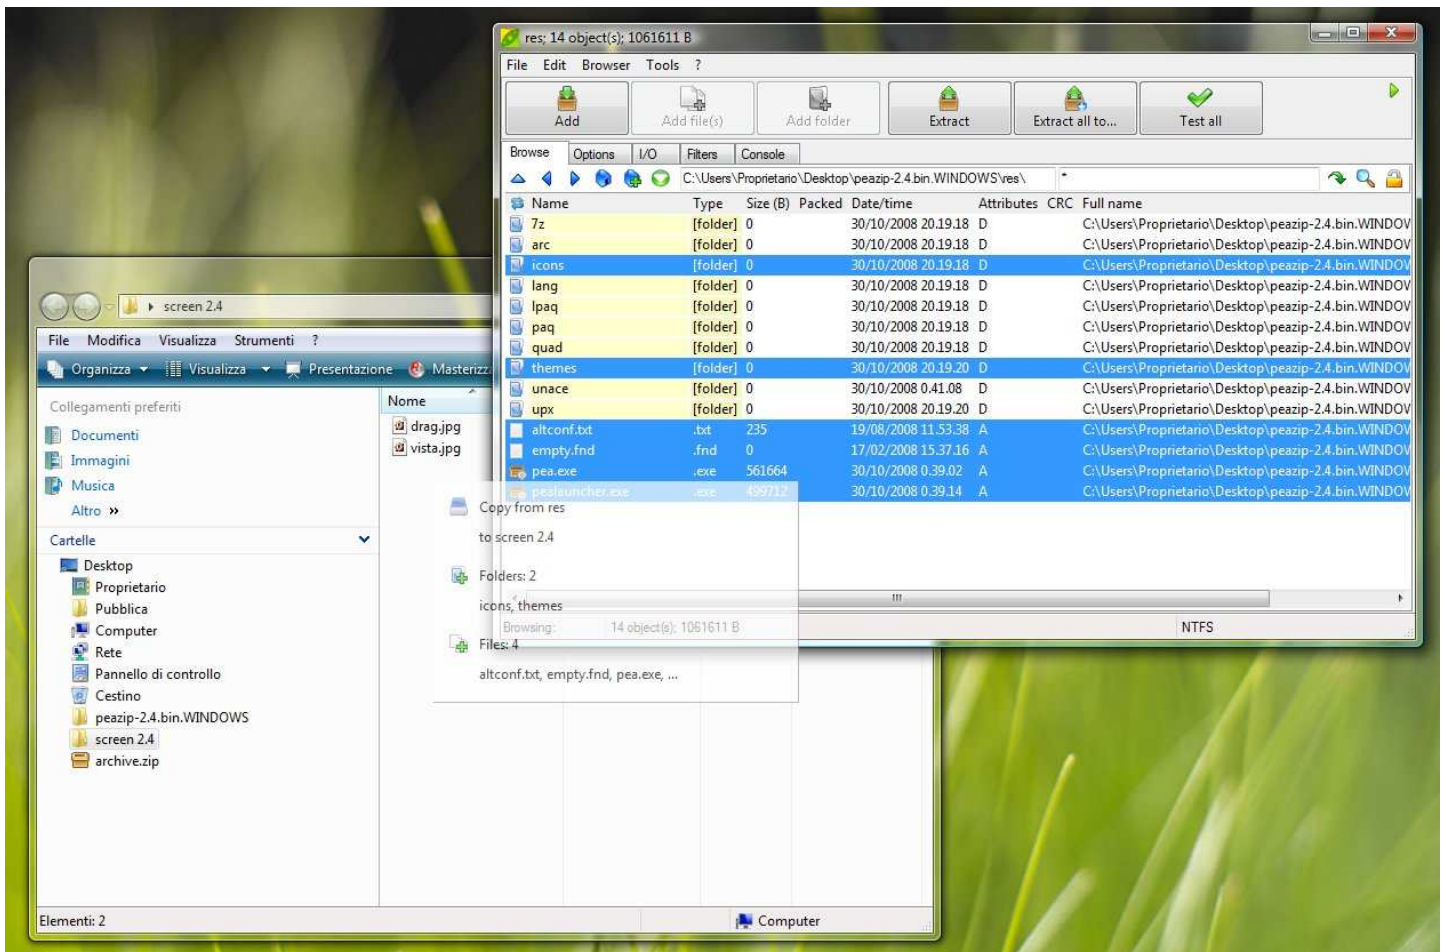 res; 14 object(s); 1061611 B
File Edit Browser Tools ?
Add Add file(s) Add folder Extract Extract all to... Test all
Browse Options I/O Filters Console
C:\Users\Proprietario\Desktop\peazip-2.4.bin.WINDOWS\res\ *
Name Type Size (B) Packed Date/time Attributes CRC Full name
7z [folder] 0 30/10/2008 20.19.18 D C:\Users\Proprietario\Desktop\peazip-2.4.bin.WINDOV
arc [folder] 0 30/10/2008 20.19.18 D C:\Users\Proprietario\Desktop\peazip-2.4.bin.WINDOV
icons [folder] 0 30/10/2008 20.19.18 D C:\Users\Proprietario\Desktop\peazip-2.4.bin.WINDOV
lang [folder] 0 30/10/2008 20.19.18 D C:\Users\Proprietario\Desktop\peazip-2.4.bin.WINDOV
lpaq [folder] 0 30/10/2008 20.19.18 D C:\Users\Proprietario\Desktop\peazip-2.4.bin.WINDOV
paq [folder] 0 30/10/2008 20.19.18 D C:\Users\Proprietario\Desktop\peazip-2.4.bin.WINDOV
quad [folder] 0 30/10/2008 20.19.18 D C:\Users\Proprietario\Desktop\peazip-2.4.bin.WINDOV
themes [folder] 0 30/10/2008 20.19.20 D C:\Users\Proprietario\Desktop\peazip-2.4.bin.WINDOV
unace [folder] 0 30/10/2008 0.41.08 D C:\Users\Proprietario\Desktop\peazip-2.4.bin.WINDOV
upx [folder] 0 30/10/2008 20.19.20 D C:\Users\Proprietario\Desktop\peazip-2.4.bin.WINDOV
altconf.txt .txt 235 19/08/2008 11.53.38 A C:\Users\Proprietario\Desktop\peazip-2.4.bin.WINDOV
empty.fnd .fnd 0 17/02/2008 15.37.16 A C:\Users\Proprietario\Desktop\peazip-2.4.bin.WINDOV
pea.exe .exe 561664 30/10/2008 0.39.02 A C:\Users\Proprietario\Desktop\peazip-2.4.bin.WINDOV
pealauncher.exe .exe 499712 30/10/2008 0.39.14 A C:\Users\Proprietario\Desktop\peazip-2.4.bin.WINDOV
Browsing: 14 object(s); 1061611 B NTFS
screen 2.4
File Modifica Visualizza Strumenti ?
Organizza Visualizza Presentazione Masterizz
Collegamenti preferiti
Documenti
Immagini
Musica
Altro »
Cartelle
Desktop
Proprietario
Pubblica
Computer
Rete
Pannello di controllo
Cestino
peazip-2.4.bin.WINDOWS
screen 2.4
archive.zip
Nome
drag.jpg
vista.jpg
Copy from res
to screen 2.4
Folders: 2
icons, themes
Files: 4
altconf.txt, empty.fnd, pea.exe, ...
Elementi: 2 Computer